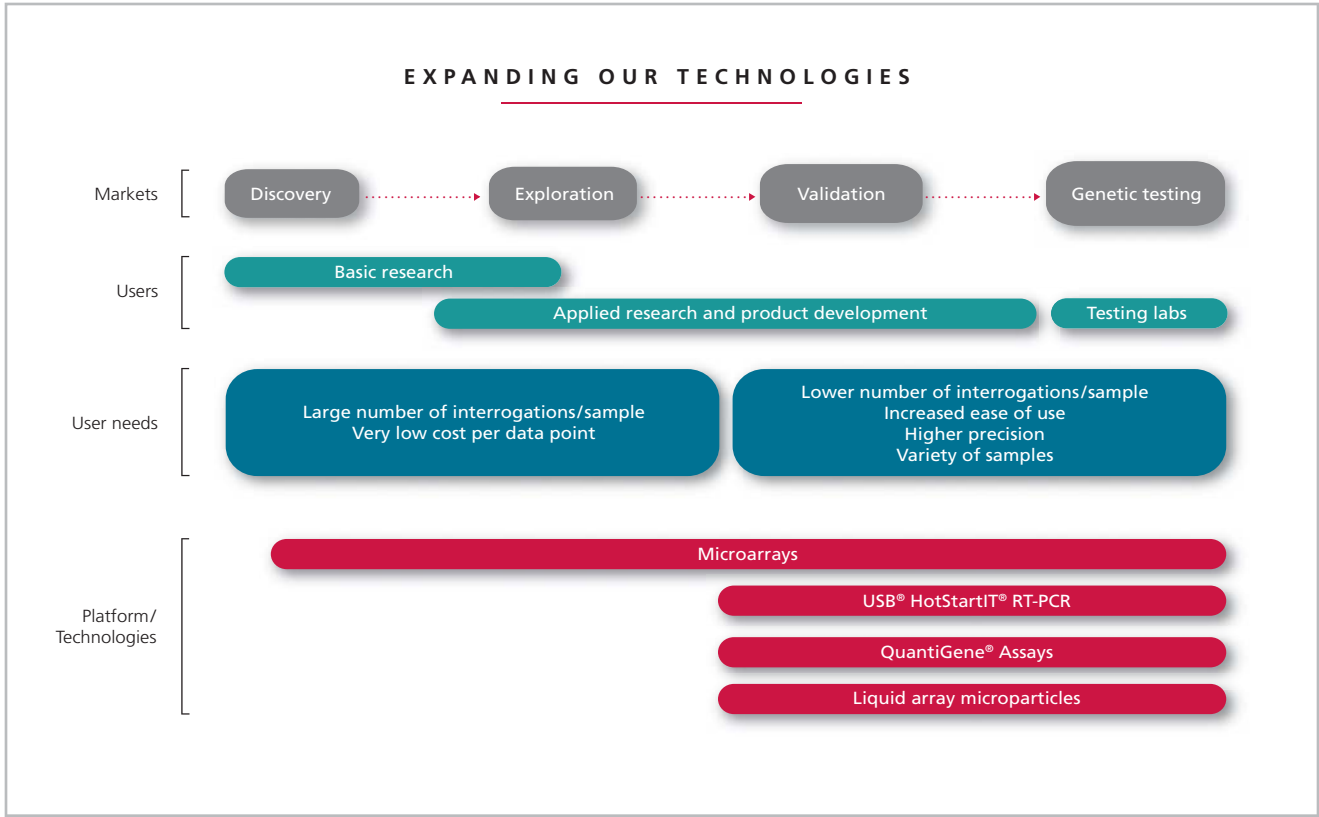 EXPANDING OUR TECHNOLOGIES
Markets
Discovery
Exploration
Validation
Genetic testing
Users
Basic research
Applied research and product development
Testing labs
User needs
Large number of interrogations/sample
Very low cost per data point
Lower number of interrogations/sample
Increased ease of use
Higher precision
Variety of samples
Platform/
Technologies
Microarrays
USB® HotStartIT® RT-PCR
QuantiGene® Assays
Liquid array microparticles